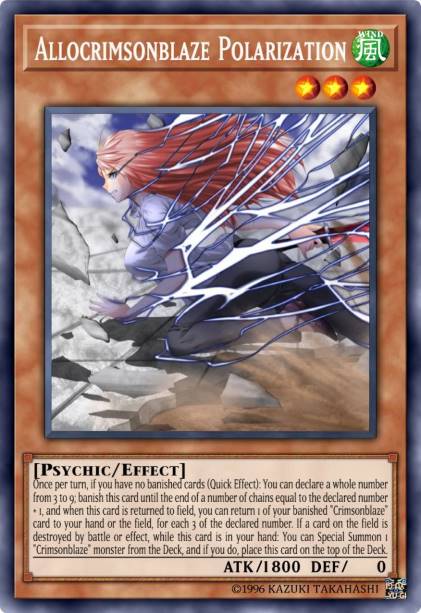 ALLOCRIMSONBLAZE POLARIZATION
WIND
風
[PSYCHIC/EFFECT]
Once per turn, if you have no banished cards (Quick Effect): You can declare a whole number
from 3 to 9; banish this card until the end of a number of chains equal to the declared number
+ 1, and when this card is returned to field, you can return 1 of your banished "Crimsonblaze"
card to your hand or the field, for each 3 of the declared number. If a card on the field is
destroyed by battle or effect, while this card is in your hand: You can Special Summon 1
"Crimsonblaze" monster from the Deck, and if you do, place this card on the top of the Deck.
ATK/1800 DEF/ 0
©1996 KAZUKI TAKAHASHI